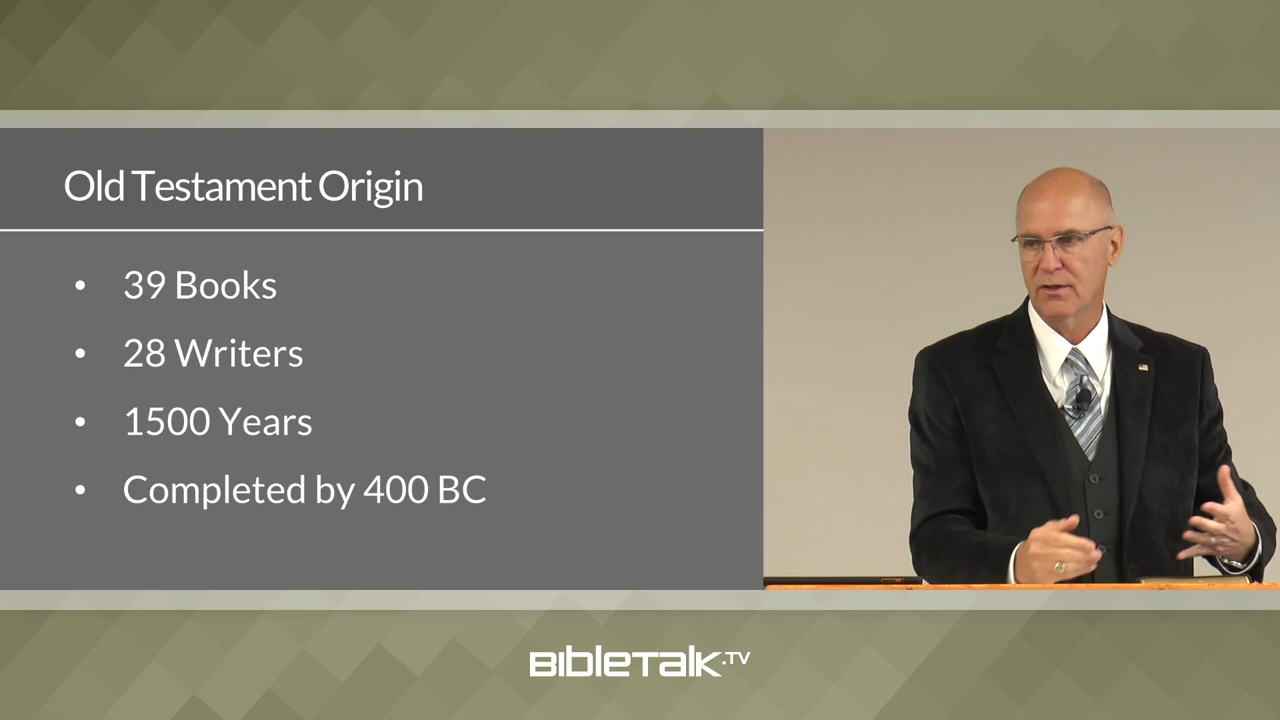 Old Testament Origin
• 39 Books
• 28 Writers
• 1500 Years
• Completed by 400 BC
BibleTalk.TV